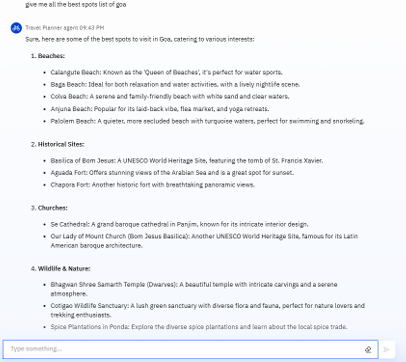 give me all the best spots list of goa
Travel Planner agent 09:43 PM
Sure, here are some of the best spots to visit in Goa, catering to various interests:
1. Beaches:
• Calangute Beach: Known as the 'Queen of Beaches', it's perfect for water sports.
• Baga Beach: Ideal for both relaxation and water activities, with a lively nightlife scene.
• Colva Beach: A serene and family-friendly beach with white sand and clear waters.
• Anjuna Beach: Popular for its laid-back vibe, flea market, and yoga retreats.
• Palolem Beach: A quieter, more secluded beach with turquoise waters, perfect for swimming and snorkeling.
2. Historical Sites:
• Basilica of Bom Jesus: A UNESCO World Heritage Site, featuring the tomb of St. Francis Xavier.
• Aguada Fort: Offers stunning views of the Arabian Sea and is a great spot for sunset.
• Chapora Fort: Another historic fort with breathtaking panoramic views.
3. Churches:
• Se Cathedral: A grand baroque cathedral in Panjim, known for its intricate interior design.
• Our Lady of Mount Church (Bom Jesus Basilica): Another UNESCO World Heritage Site, famous for its Latin
American baroque architecture.
4. Wildlife & Nature:
• Bhagwan Shree Samarth Temple (Dwarves): A beautiful temple with intricate carvings and a serene
atmosphere.
• Cotigao Wildlife Sanctuary: A lush green sanctuary with diverse flora and fauna, perfect for nature lovers and
trekking enthusiasts.
• Spice Plantations in Ponda: Explore the diverse spice plantations and learn about the local spice trade.
Type something...